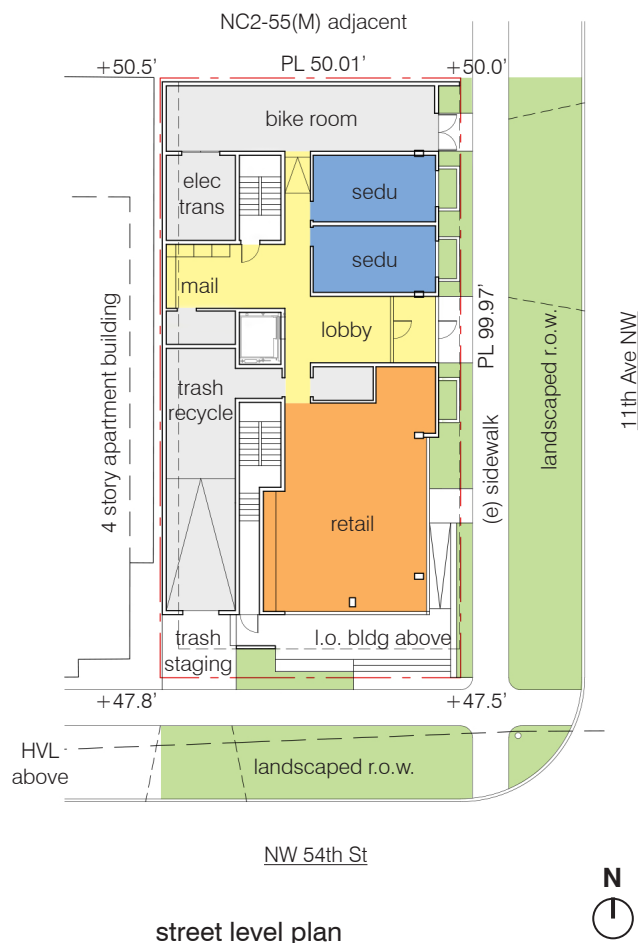 NC2-55(M) adjacent
+50.5'
PL 50.01'
+50.0'
bike room
elec
trans
sedu
sedu
mail
lobby
PL 99.97'
trash
recycle
4 story apartment building
retail
(e) sidewalk
landscaped r.o.w.
11th Ave NW
trash
staging
l.o. bldg above
+47.8'
+47.5'
HVL
above
landscaped r.o.w.
NW 54th St
N
street level plan